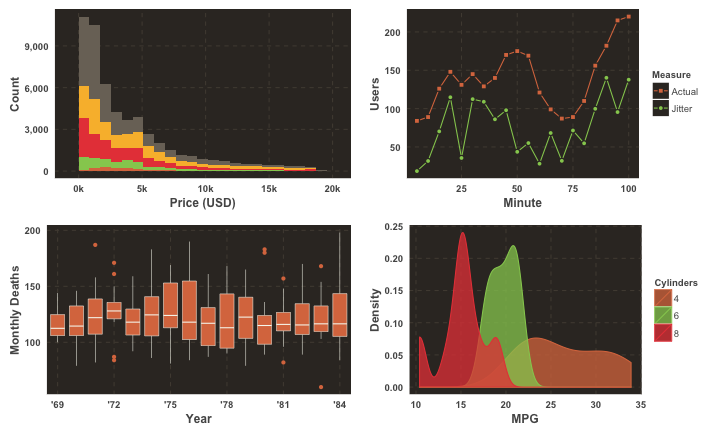 9,000
6,000
3,000
0
Count
0k
5k
10k
15k
20k
Price (USD)
200
150
100
50
Users
25
50
75
100
Minute
Measure
Actual
Jitter
200
150
100
Monthly Deaths
'69
'72
'75
'78
'81
'84
Year
0.25
0.20
0.15
0.10
0.05
0.00
Density
10
15
20
25
30
35
MPG
Cylinders
4
6
8